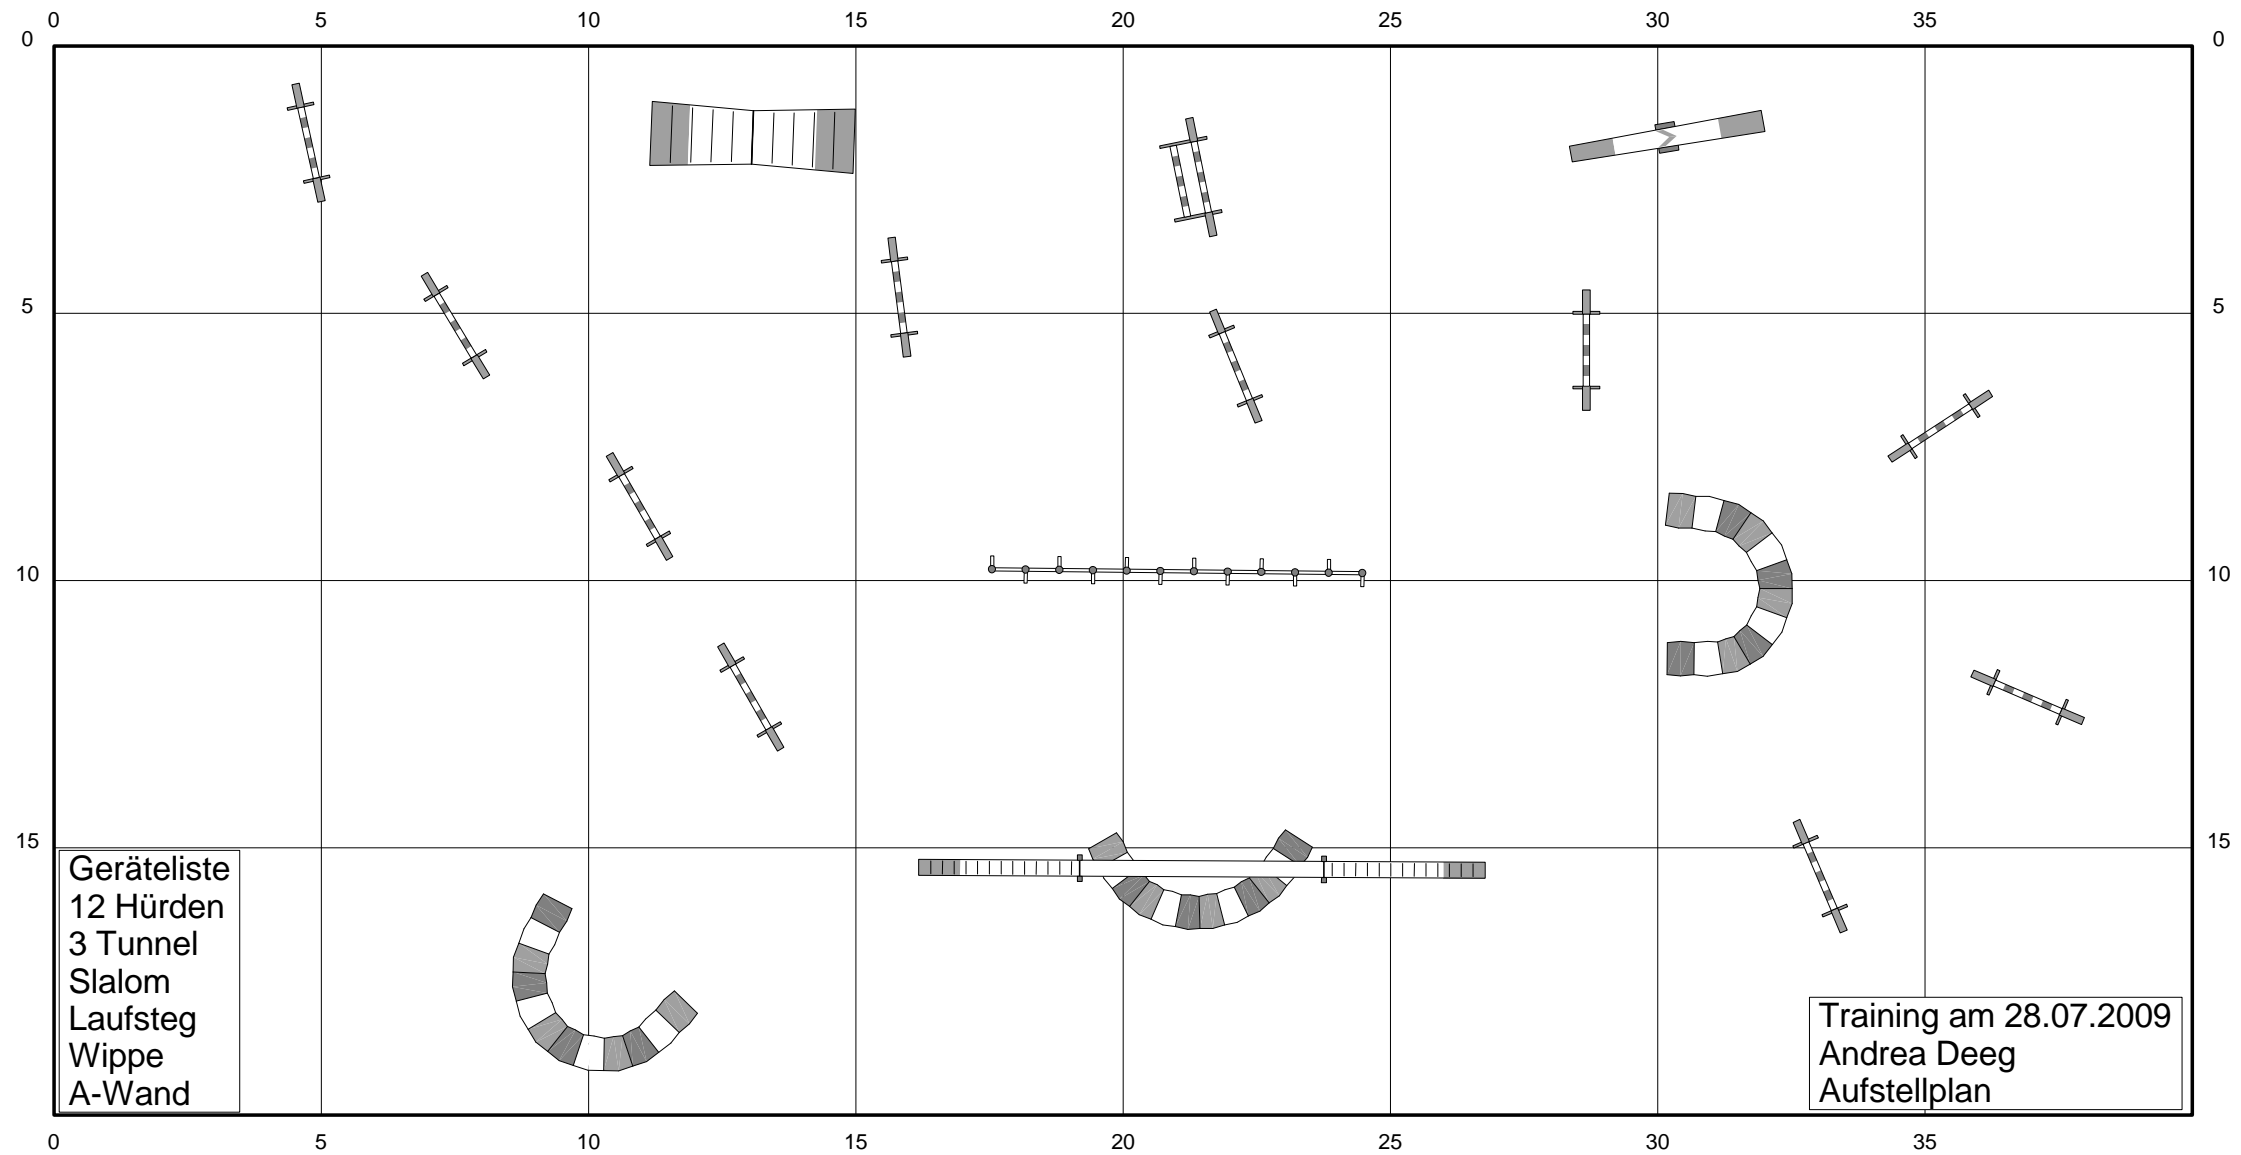 0 5 10 15 20 25 30 35
0 0
5 5
10 10
15 15
Geräteliste
12 Hürden
3 Tunnel
Slalom
Laufsteg
Wippe
A-Wand
Training am 28.07.2009
Andrea Deeg
Aufstellplan
0 5 10 15 20 25 30 35